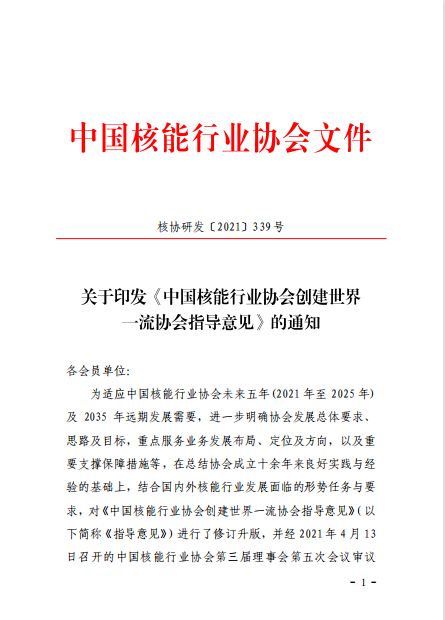 中国核能行业协会文件
核协研发〔2021〕339号
关于印发《中国核能行业协会创建世界
一流协会指导意见》的通知
各会员单位：
为适应中国核能行业协会未来五年(2021年至2025年)
及 2035 年远期发展需要，进一步明确协会发展总体要求、
思路及目标，重点服务业务发展布局、定位及方向，以及重
要支撑保障措施等，在总结协会成立十余年来良好实践与经
验的基础上，结合国内外核能行业发展面临的形势任务与要
求，对《中国核能行业协会创建世界一流协会指导意见》（以
下简称《指导意见》）进行了修订升版，并经2021年4月13
日召开的中国核能行业协会第三届理事会第五次会议审议
－ 1 －